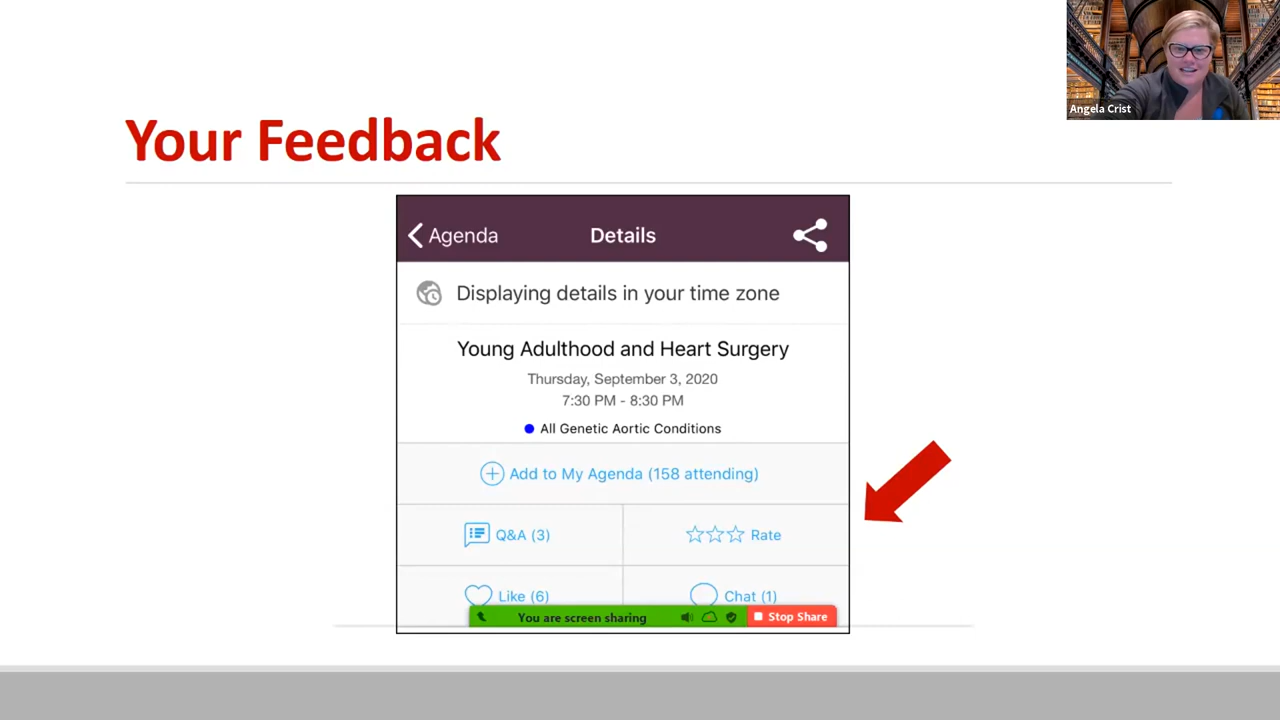 Angela Crist
Your Feedback
Agenda
Details
Displaying details in your time zone
Young Adulthood and Heart Surgery
Thursday, September 3, 2020
7:30 PM - 8:30 PM
All Genetic Aortic Conditions
Add to My Agenda (158 attending)
Q&A (3)
Rate
Like (6)
Chat (1)
You are screen sharing
Stop Share